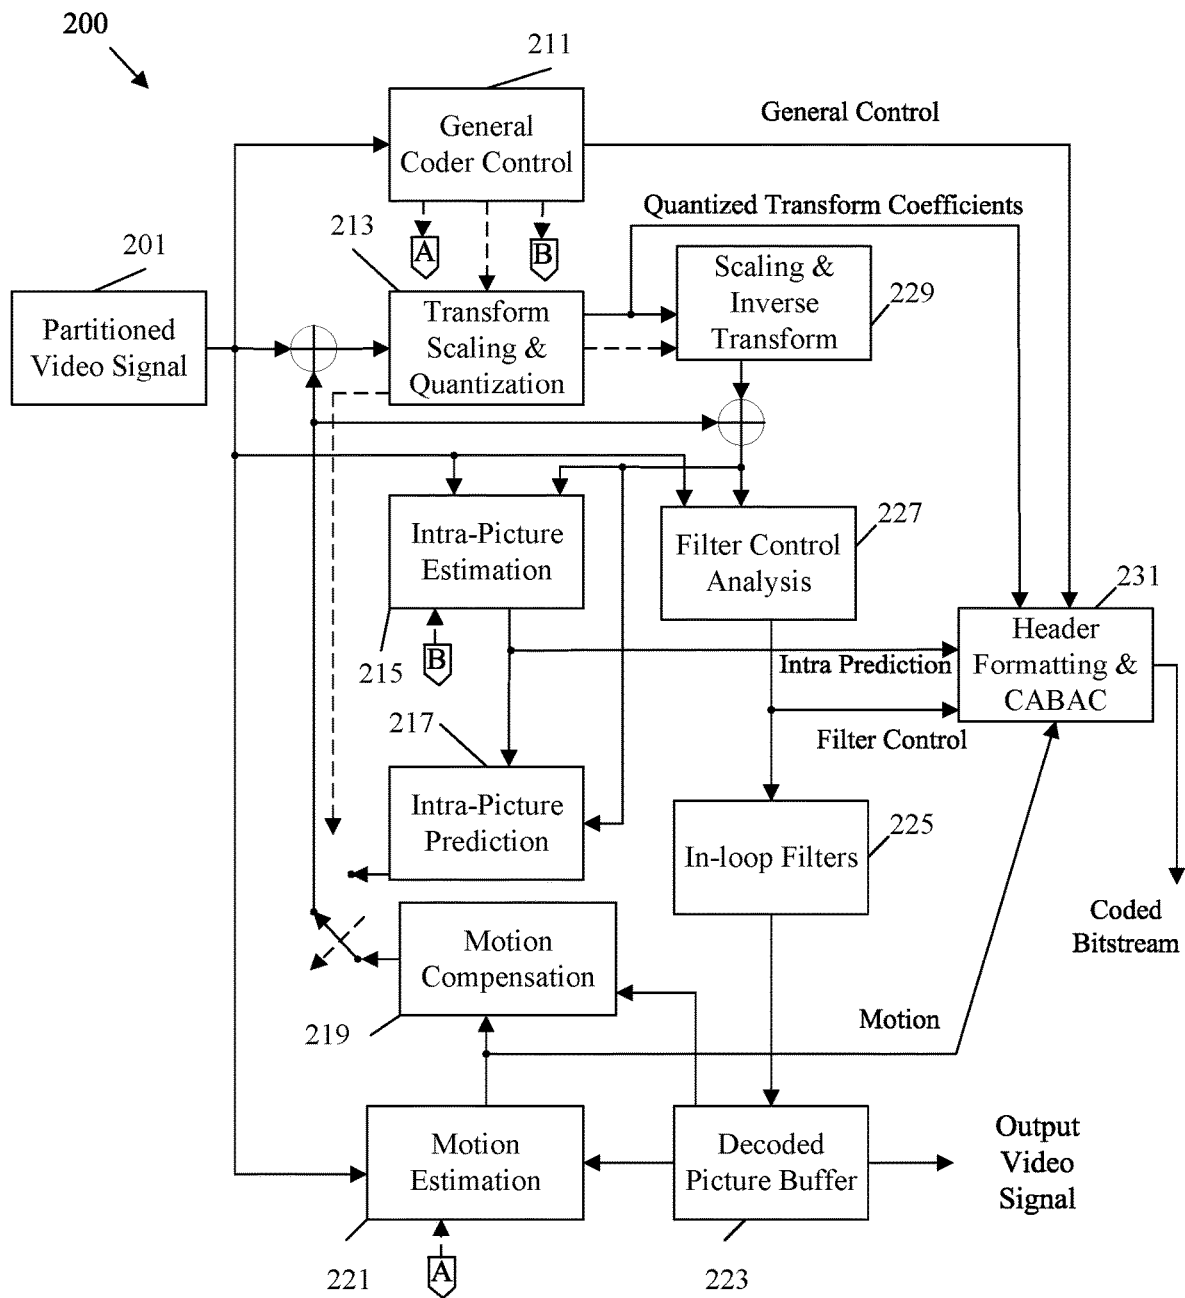 200
211
General
Coder Control
General Control
A
B
Quantized Transform Coefficients
213
201
Partitioned
Video Signal
Transform
Scaling &
Quantization
Scaling &
Inverse
Transform
229
Intra-Picture
Estimation
215
B
Filter Control
Analysis
227
231
Header
Formatting &
CABAC
Intra Prediction
Filter Control
217
Intra-Picture
Prediction
In-loop Filters
225
Coded
Bitstream
Motion
Compensation
219
Motion
Motion
Estimation
221
A
Decoded
Picture Buffer
223
Output
Video
Signal